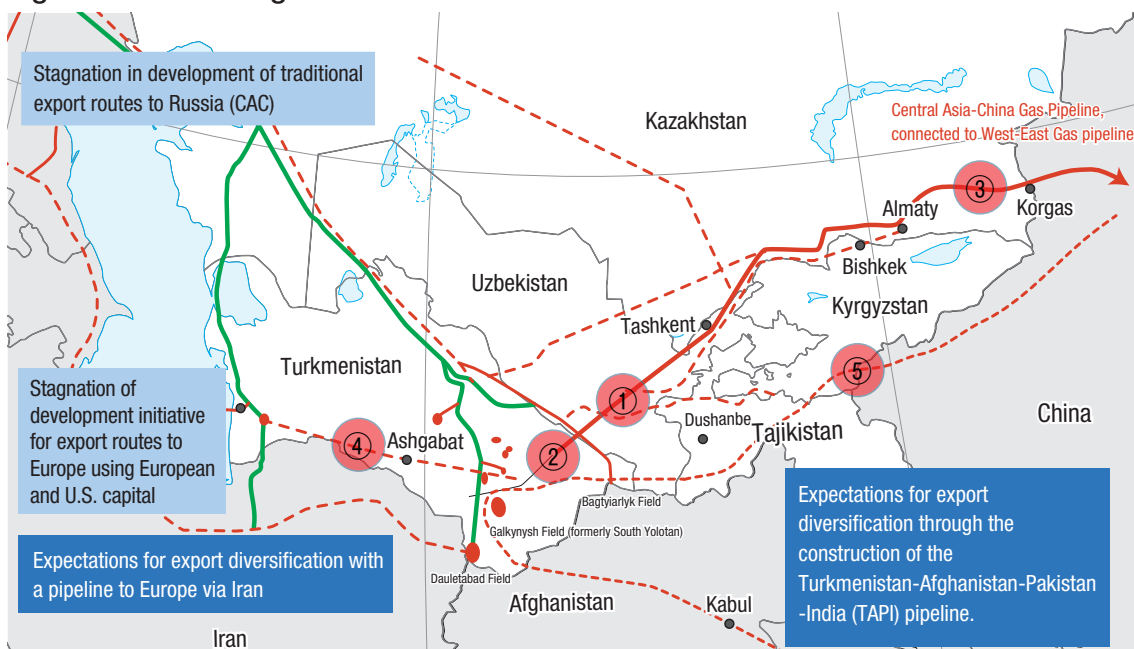 Stagnation in development of traditional
export routes to Russia (CAC)
Kazakhstan
Central Asia-China Gas Pipeline,
connected to West-East Gas pipeline
③
Almaty
Korgas
Bishkek
Uzbekistan
Kyrgyzstan
Tashkent
Turkmenistan
⑤
Stagnation of
development initiative
for export routes to
Europe using European
and U.S. capital
①
China
Dushanbe
Tajikistan
④
Ashgabat
②
Bagtyiarlyk Field
Galkynysh Field (formerly South Yolotan)
Expectations for export
diversification through the
construction of the
Turkmenistan-Afghanistan-Pakistan
-India (TAPI) pipeline.
Expectations for export diversification with
a pipeline to Europe via Iran
Dauletabad Field
Afghanistan
Kabul
Iran